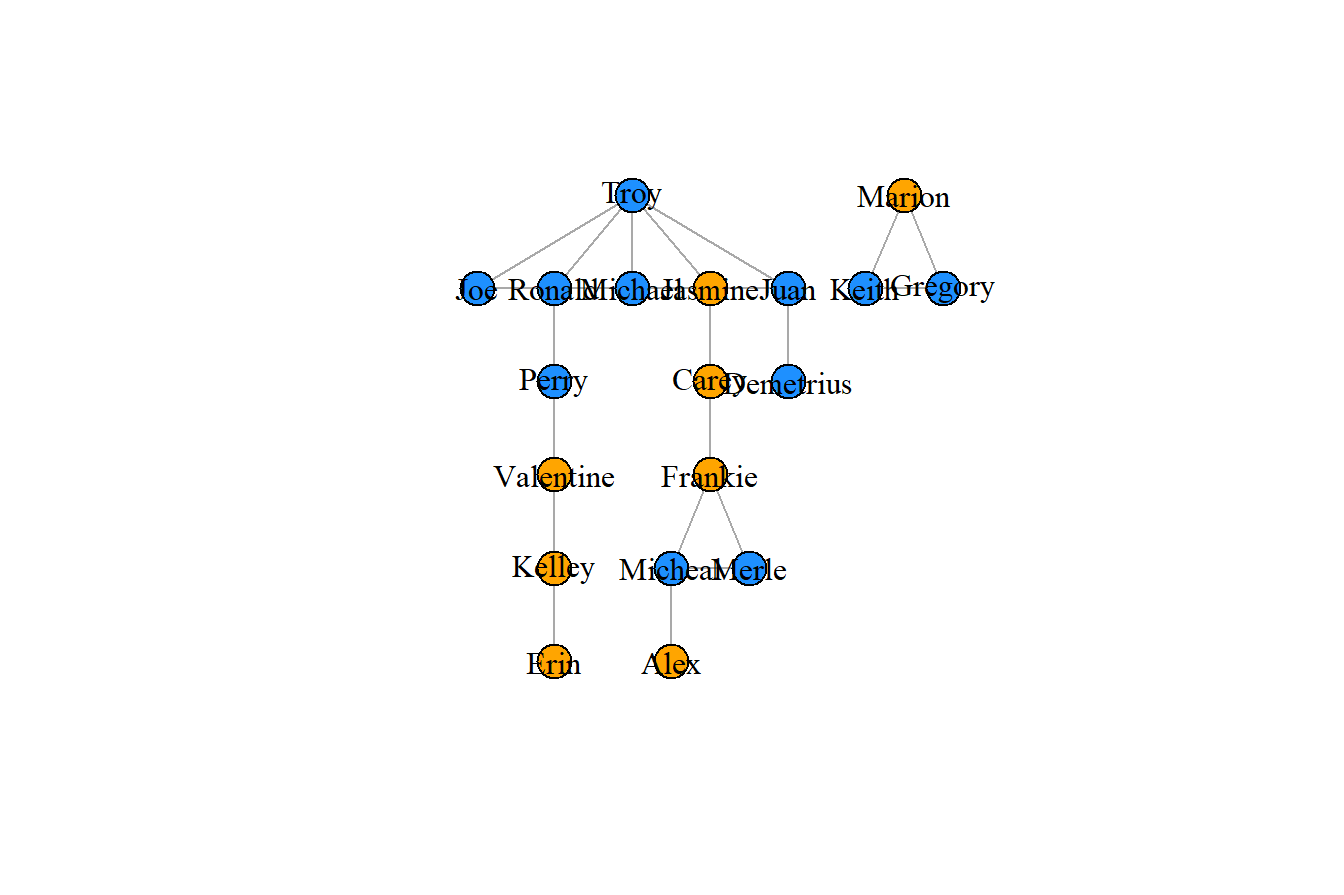 Troy
Marion
Joe
Ronald
Michael
Jasmine
Juan
Keith
Gregory
Perry
Carey
Demetrius
Valentine
Frankie
Kelley
Micheal
Merle
Erin
Alex